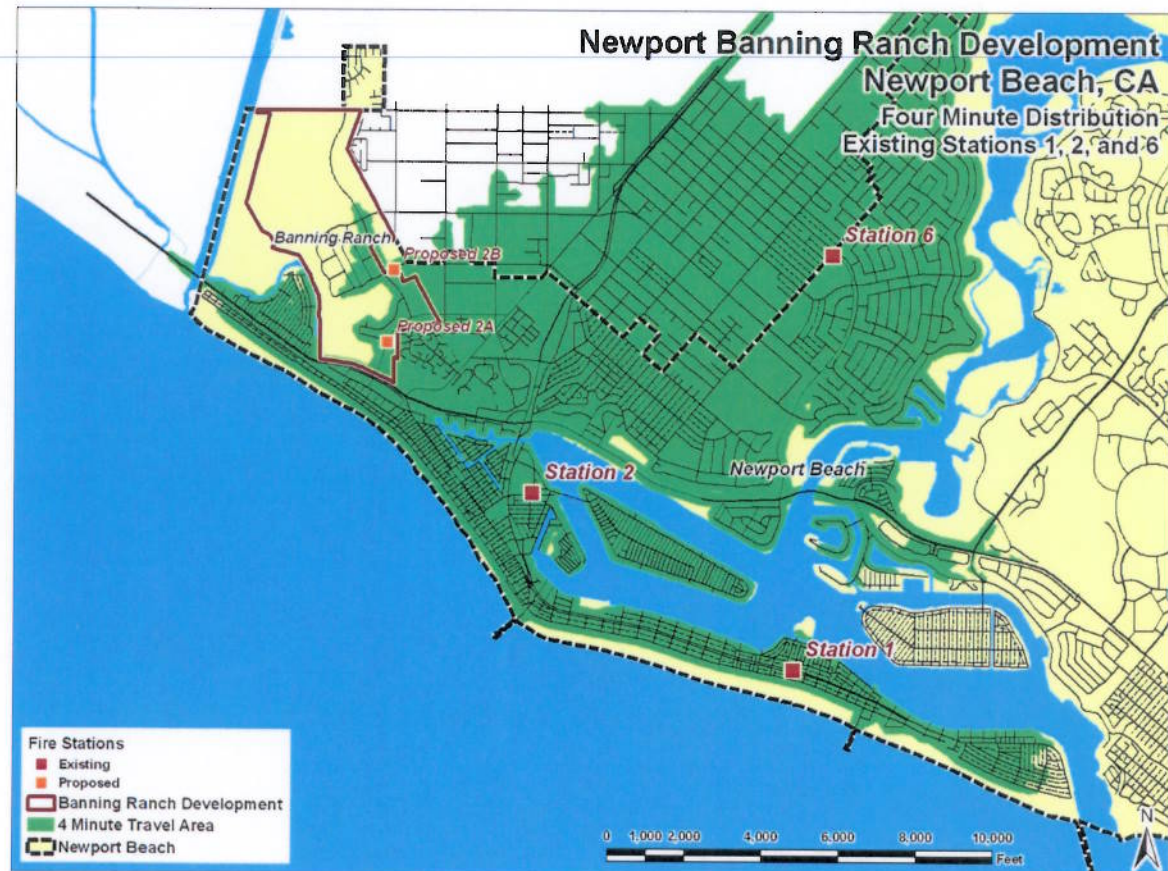 Newport Banning Ranch Development
Newport Beach, CA
Four Minute Distribution
Existing Stations 1, 2, and 6
Banning Ranch
Proposed 2B
Station 6
Proposed 2A
Station 2
Newport Beach
Station 1
Fire Stations
Existing
Proposed
Banning Ranch Development
4 Minute Travel Area
Newport Beach
0 1,000 2,000 4,000 6,000 8,000 10,000
Feet
N